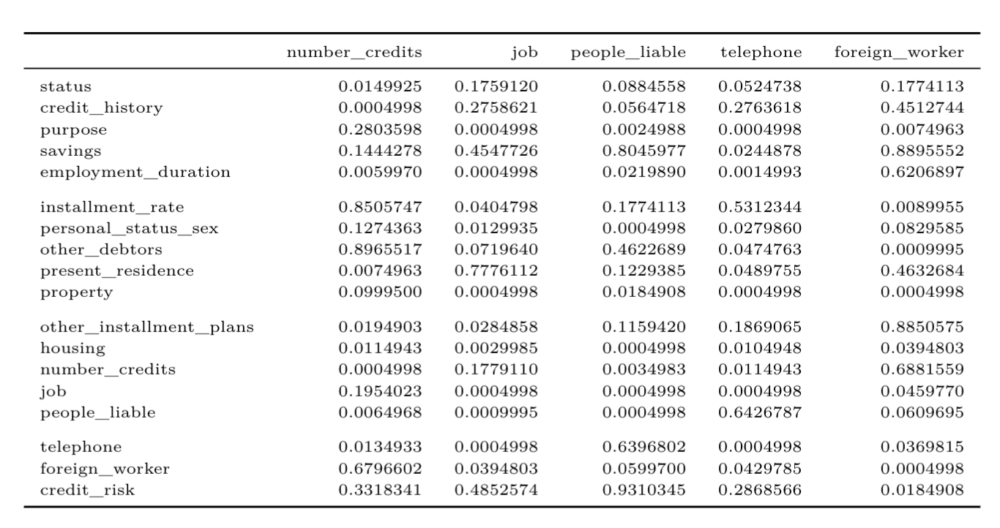 number_credits job people_liable telephone foreign_worker
status 0.0149925 0.1759120 0.0884558 0.0524738 0.1774113
credit_history 0.0004998 0.2758621 0.0564718 0.2763618 0.4512744
purpose 0.2803598 0.0004998 0.0024988 0.0004998 0.0074963
savings 0.1444278 0.4547726 0.8045977 0.0244878 0.8895552
employment_duration 0.0059970 0.0004998 0.0219890 0.0014993 0.6206897
installment_rate 0.8505747 0.0404798 0.1774113 0.5312344 0.0089955
personal_status_sex 0.1274363 0.0129935 0.0004998 0.0279860 0.0829585
other_debtors 0.8965517 0.0719640 0.4622689 0.0474763 0.0009995
present_residence 0.0074963 0.7776112 0.1229385 0.0489755 0.4632684
property 0.0999500 0.0004998 0.0184908 0.0004998 0.0004998
other_installment_plans 0.0194903 0.0284858 0.1159420 0.1869065 0.8850575
housing 0.0114943 0.0029985 0.0004998 0.0104948 0.0394803
number_credits 0.0004998 0.1779110 0.0034983 0.0114943 0.6881559
job 0.1954023 0.0004998 0.0004998 0.0004998 0.0459770
people_liable 0.0064968 0.0009995 0.0004998 0.6426787 0.0609695
telephone 0.0134933 0.0004998 0.6396802 0.0004998 0.0369815
foreign_worker 0.6796602 0.0394803 0.0599700 0.0429785 0.0004998
credit_risk 0.3318341 0.4852574 0.9310345 0.2868566 0.0184908